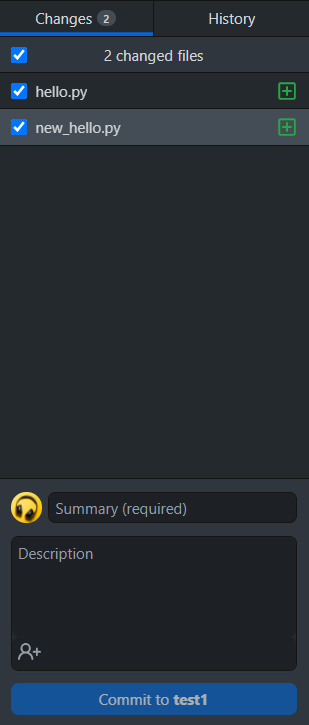 Changes 2
History
2 changed files
hello.py
new_hello.py
Summary (required)
Description
Commit to test1